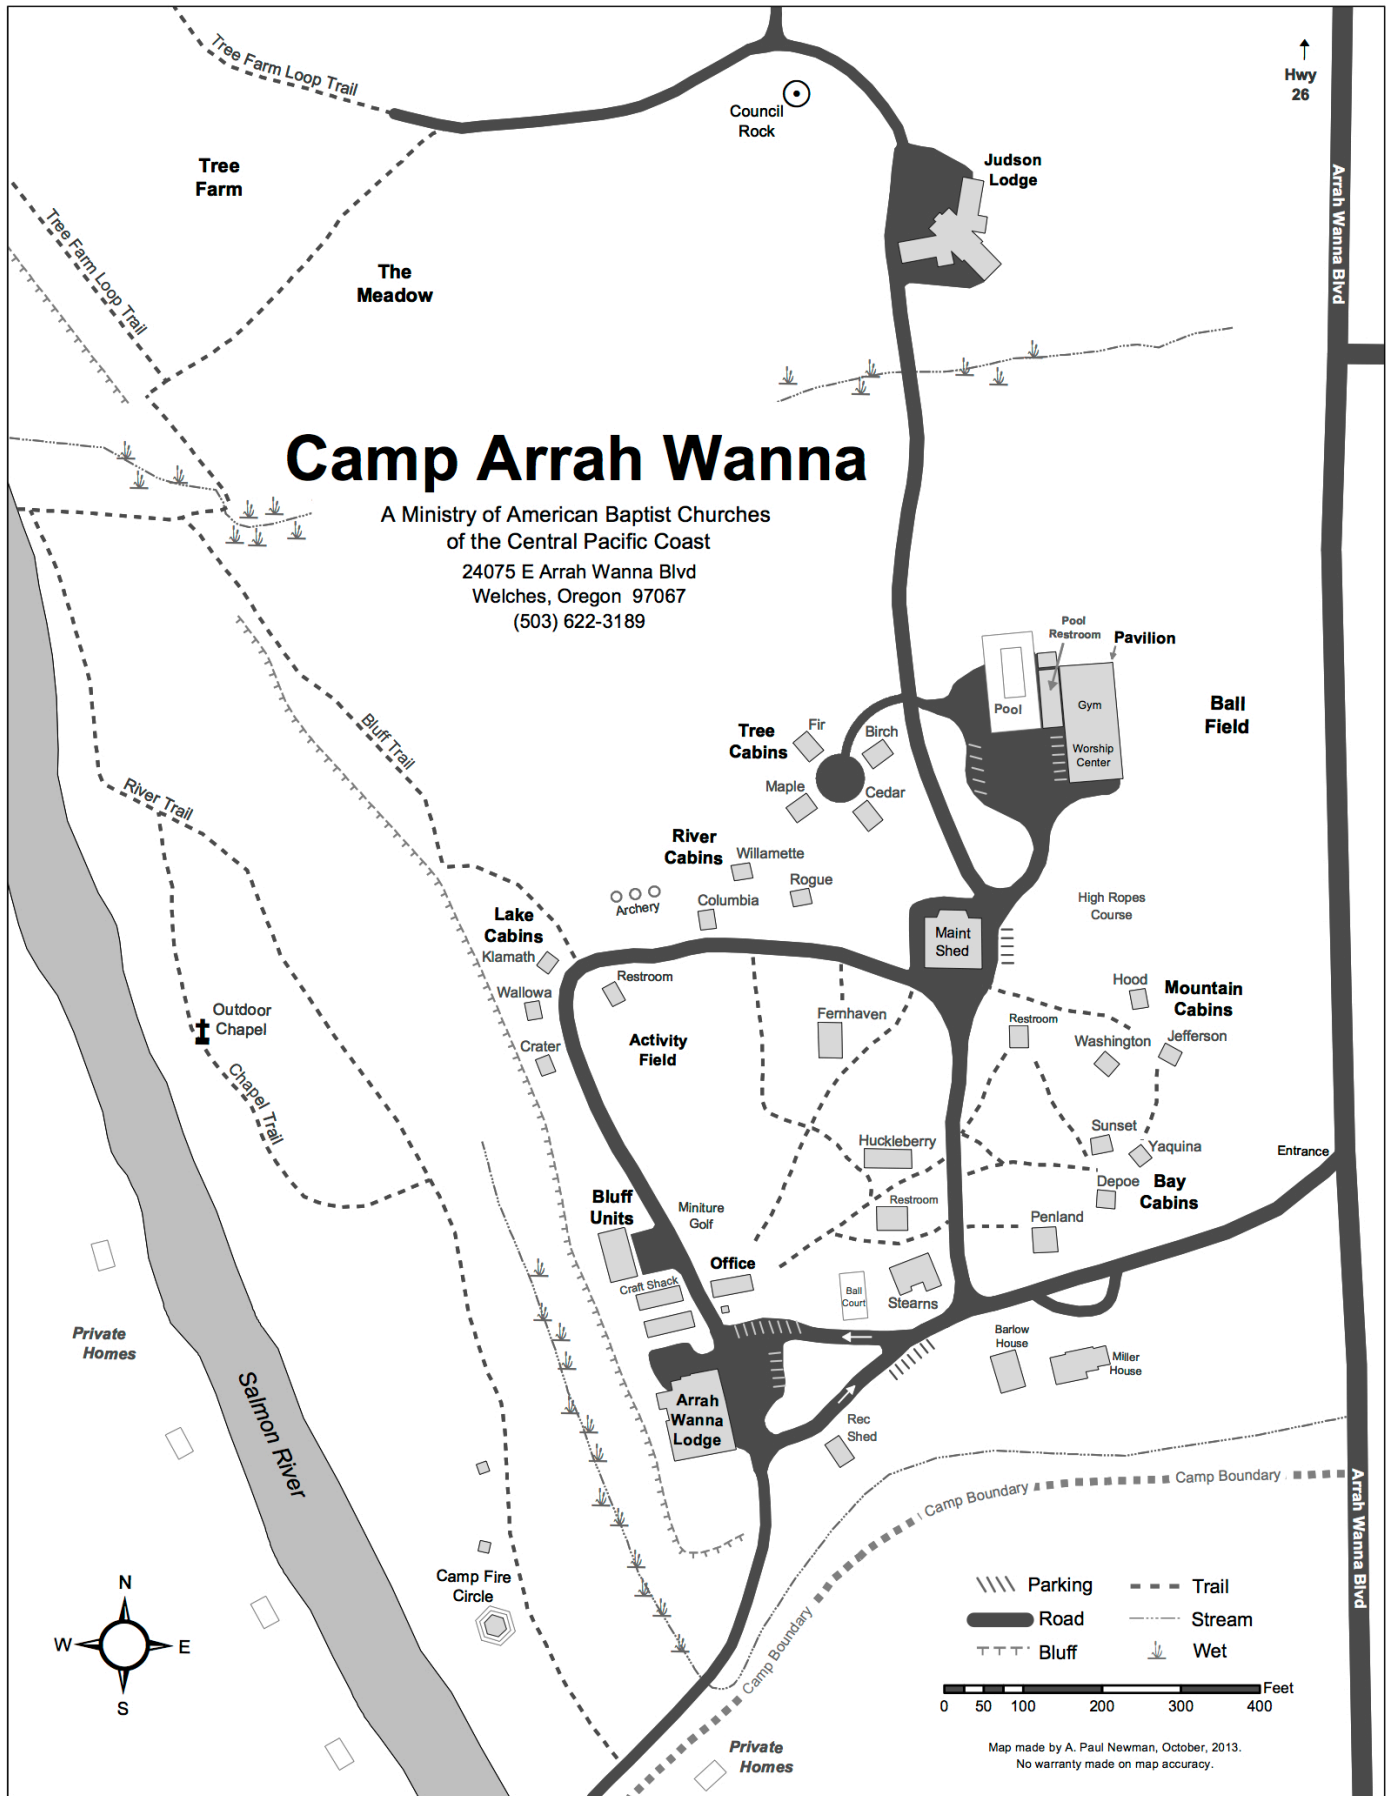 Tree Farm Loop Trail
Hwy
26
Council
Rock
Judson
Lodge
Tree
Farm
Arrah Wanna Blvd
Tree Farm Loop Trail
The
Meadow
Camp Arrah Wanna
A Ministry of American Baptist Churches
of the Central Pacific Coast
24075 E Arrah Wanna Blvd
Welches, Oregon 97067
(503) 622-3189
Pool
Restroom
Pavilion
Pool
Gym
Worship
Center
Ball
Field
Tree
Cabins
Fir
Birch
Maple
Cedar
Bluff Trail
River Trail
River
Cabins
Willamette
Rogue
Columbia
Archery
High Ropes
Course
Lake
Cabins
Klamath
Maint
Shed
Restroom
Wallowa
Hood
Mountain
Cabins
Outdoor
Chapel
Fernhaven
Restroom
Activity
Field
Crater
Washington
Jefferson
Chapel Trail
Sunset
Yaquina
Huckleberry
Entrance
Depoe
Bay
Cabins
Bluff
Units
Miniture
Golf
Restroom
Penland
Office
Craft Shack
Ball
Court
Stearns
Private
Homes
Barlow
House
Miller
House
Salmon River
Arrah
Wanna
Lodge
Rec
Shed
Camp Boundary
Camp Boundary
Arrah Wanna Blvd
Camp Fire
Circle
Camp Boundary
N
W
E
S
Parking
Trail
Road
Stream
Bluff
Wet
Feet
0 50 100 200 300 400
Private
Homes
Map made by A. Paul Newman, October, 2013.
No warranty made on map accuracy.